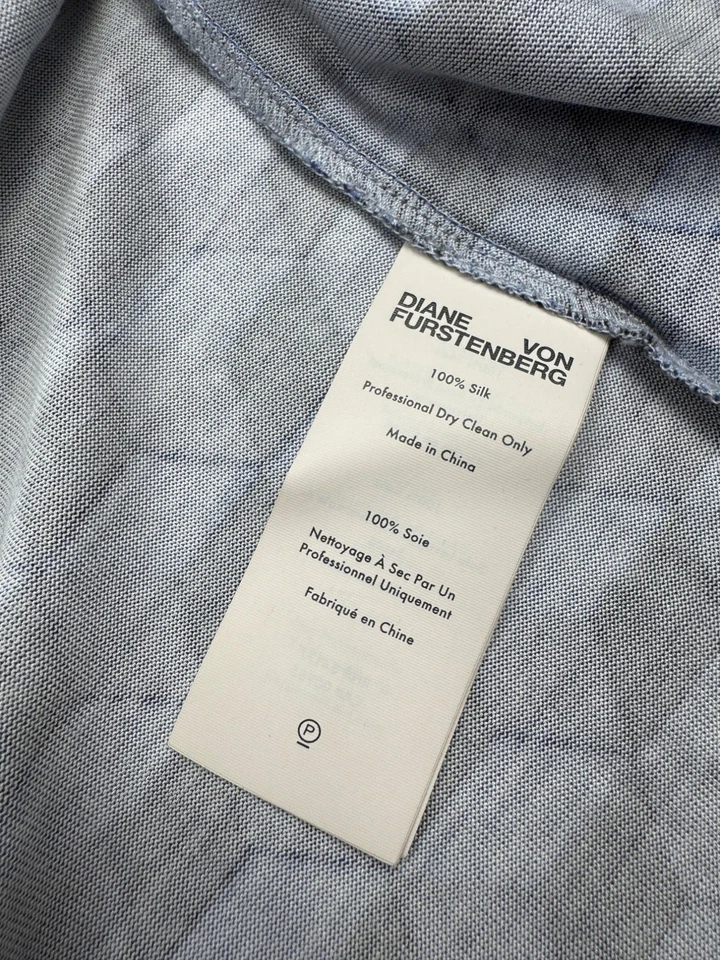 DIANE VON
FURSTENBERG
100% Silk
Professional Dry Clean Only
Made in China
100% Soie
Nettoyage À Sec Par Un
Professionnel Uniquement
Fabriqué en Chine
P